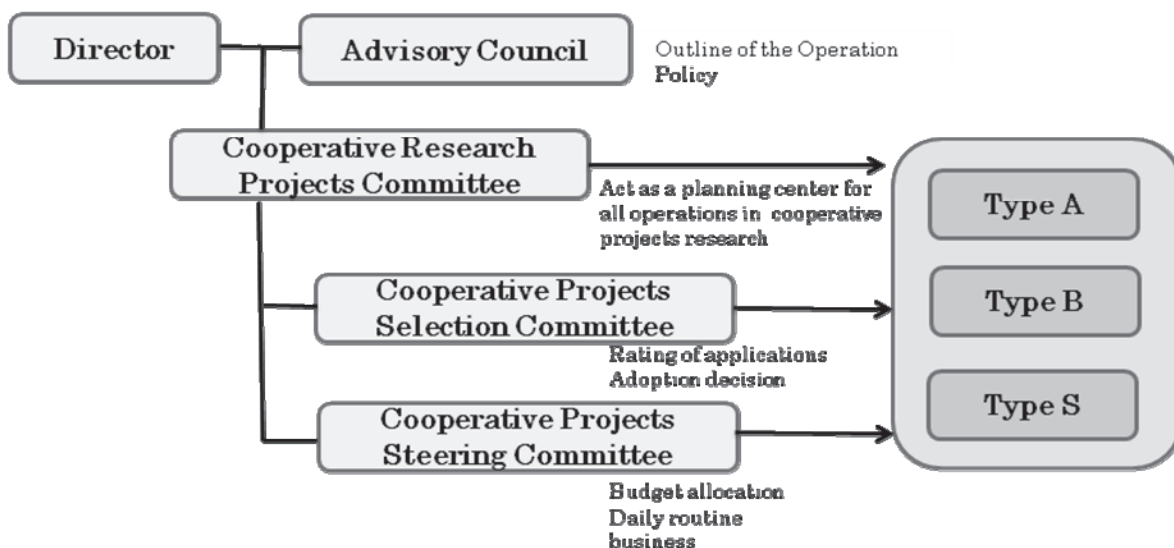 Director
Advisory Council
Outline of the Operation
Policy
Cooperative Research
Projects Committee
Act as a planning center for
all operations in cooperative
projects research
Cooperative Projects
Selection Committee
Rating of applications
Adoption decision
Cooperative Projects
Steering Committee
Budget allocation
Daily routine
business
Type A
Type B
Type S